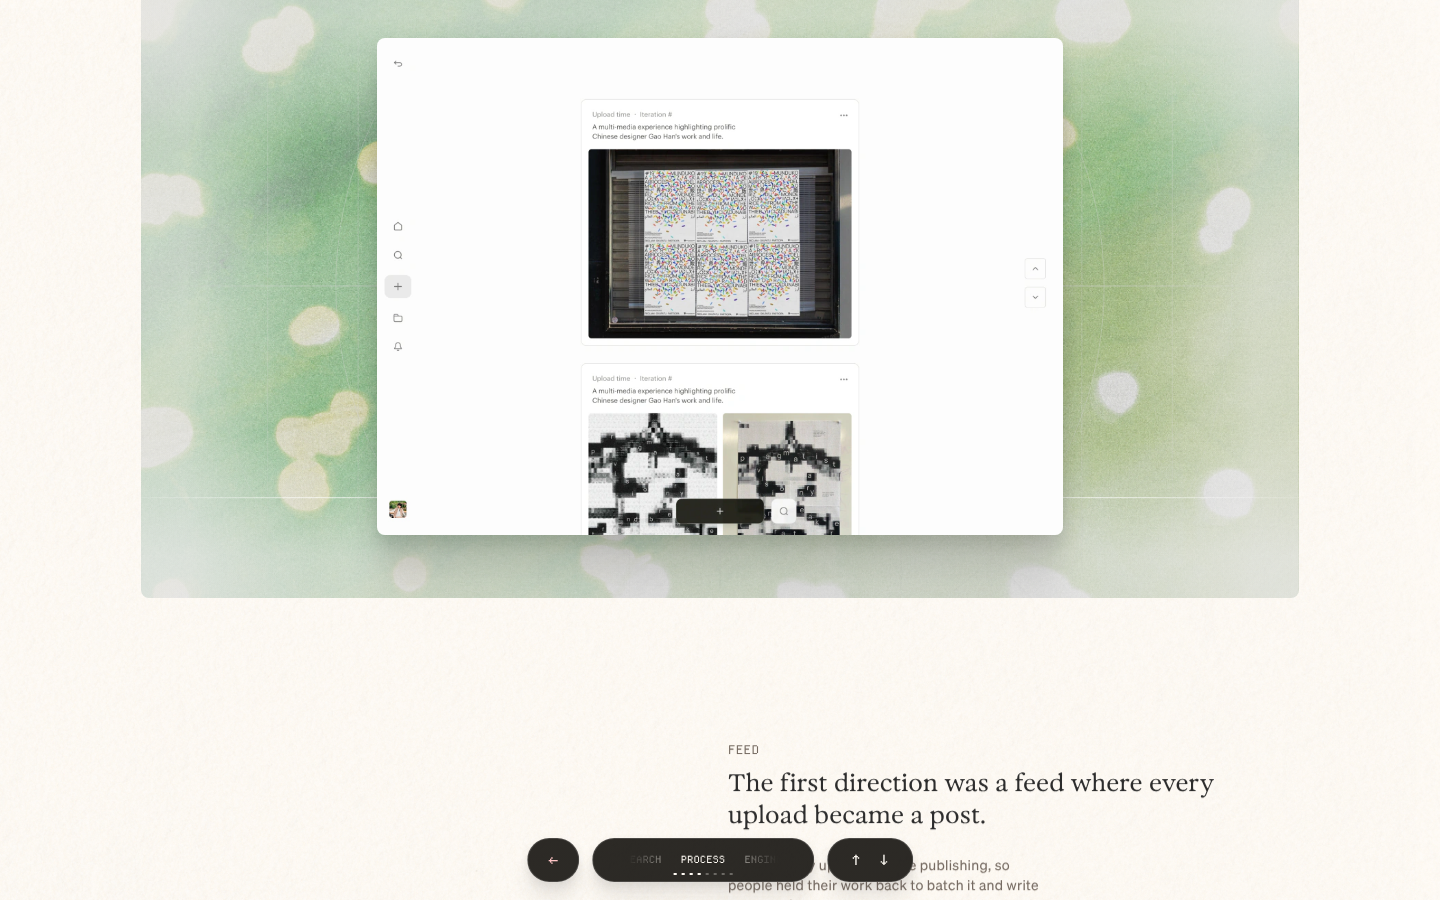 Upload time · Iteration #
A multi-media experience highlighting prolific
Chinese designer Gao Han's work and life.
Upload time · Iteration #
A multi-media experience highlighting prolific
Chinese designer Gao Han's work and life.
FEED
The first direction was a feed where every
upload became a post.
publishing, so
people held their work back to batch it and write
EARCH PROCESS ENGIN